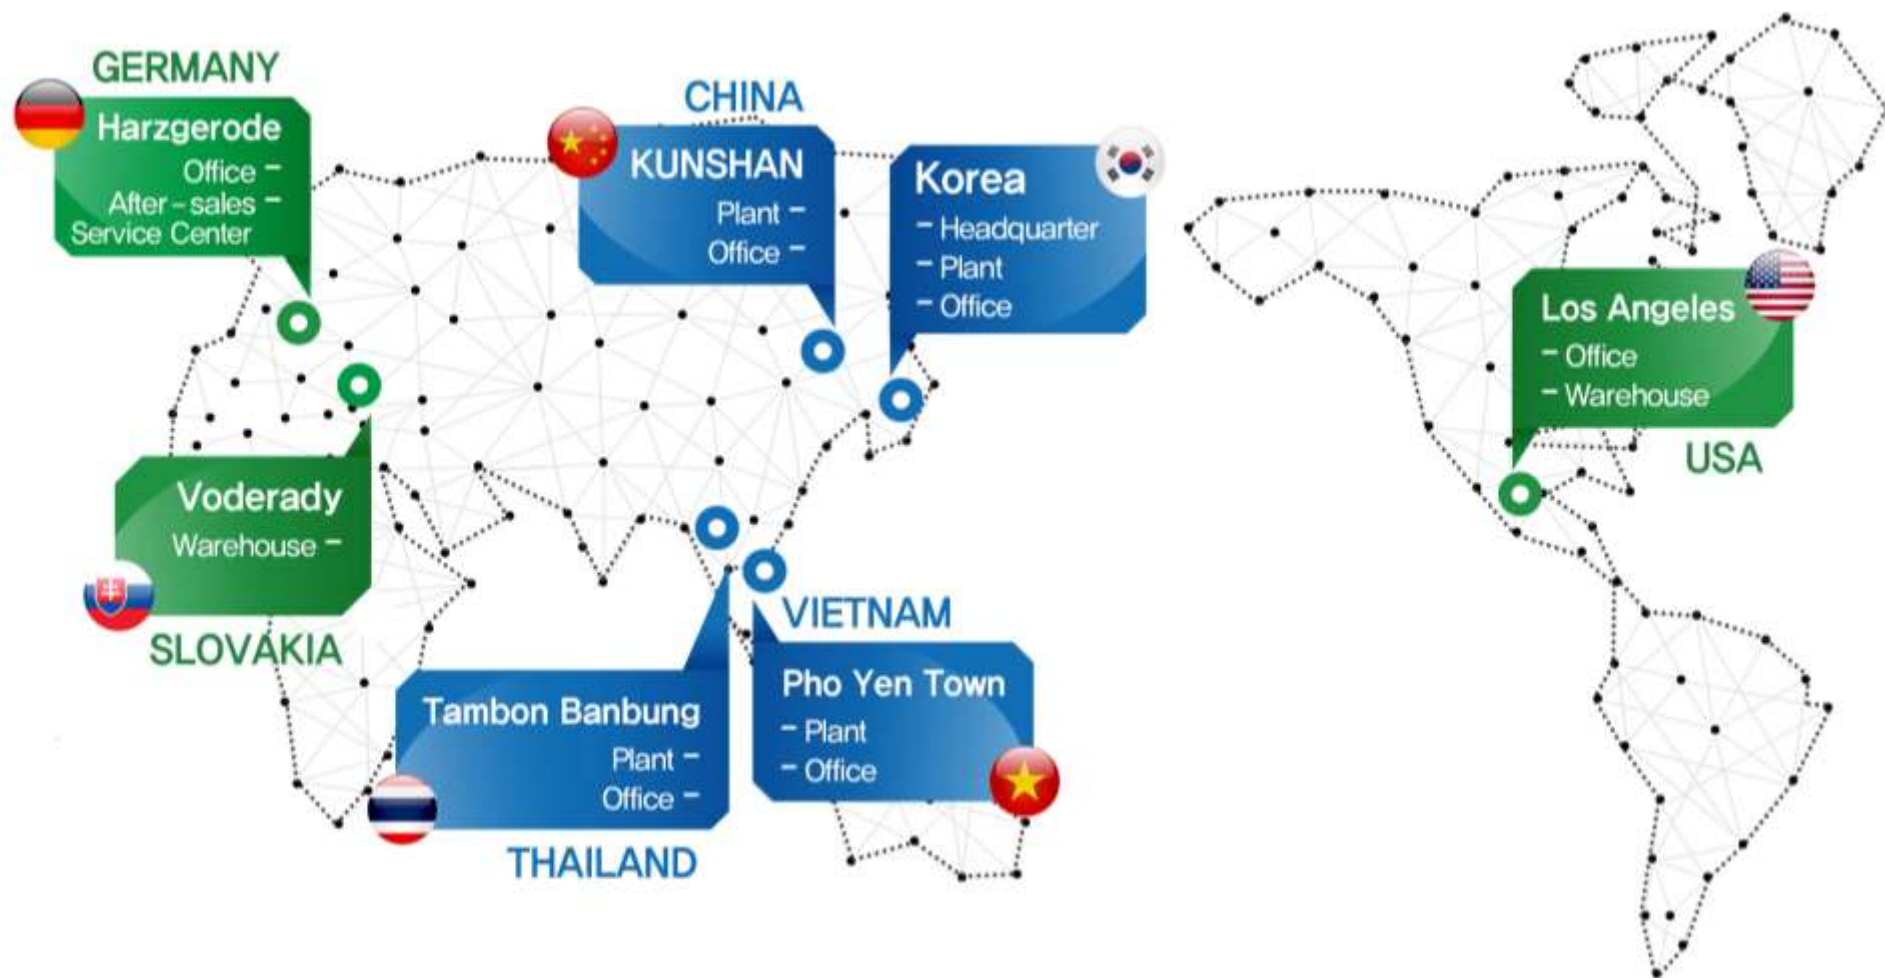 GERMANY
Harzgerode
Office -
After-sales -
Service Center
CHINA
KUNSHAN
Plant -
Office -
Korea
- Headquarter
- Plant
- Office
Los Angeles
- Office
- Warehouse
USA
Voderady
Warehouse -
SLOVAKIA
VIETNAM
Pho Yen Town
- Plant
- Office
Tambon Banbung
Plant -
Office -
THAILAND